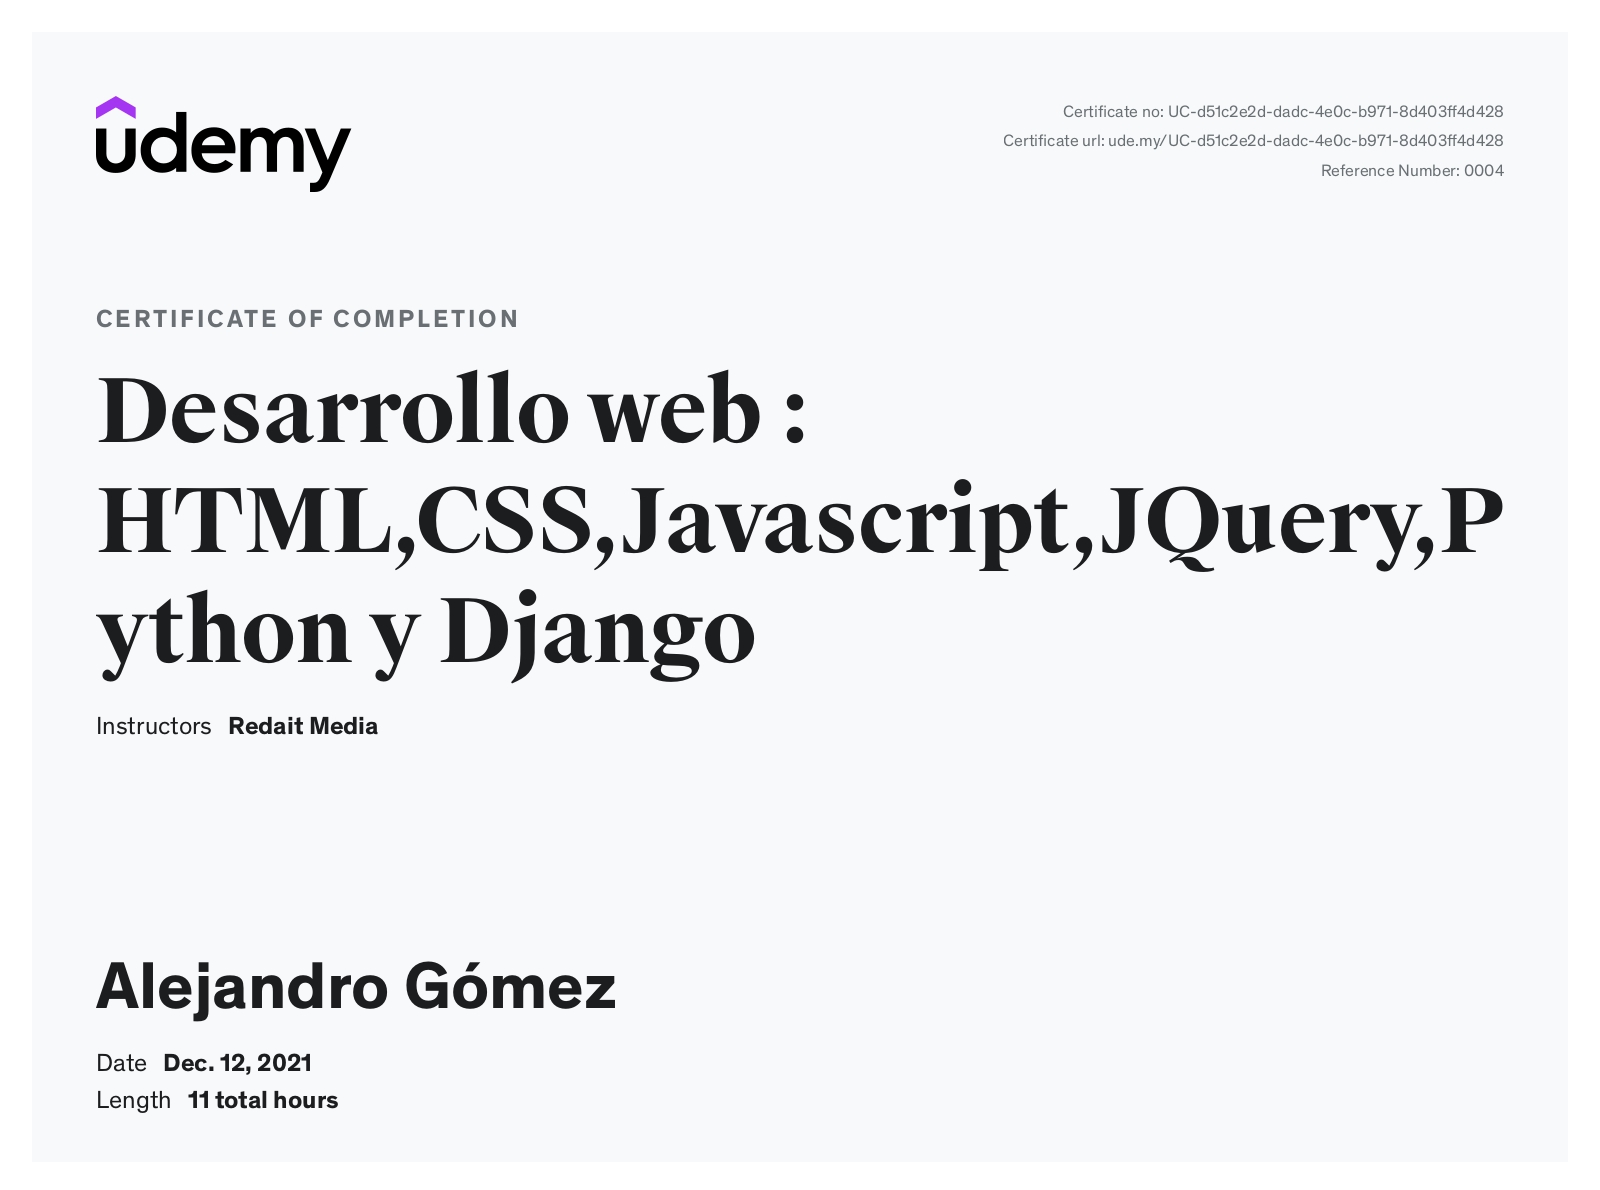 udemy
Certificate no: UC-d51c2e2d-dadc-4e0c-b971-8d403ff4d428
Certificate url: ude.my/UC-d51c2e2d-dadc-4e0c-b971-8d403ff4d428
Reference Number: 0004
CERTIFICATE OF COMPLETION
Desarrollo web :
HTML,CSS,Javascript,JQuery,P
ython y Django
Instructors Redait Media
Alejandro Gómez
Date Dec. 12, 2021
Length 11 total hours